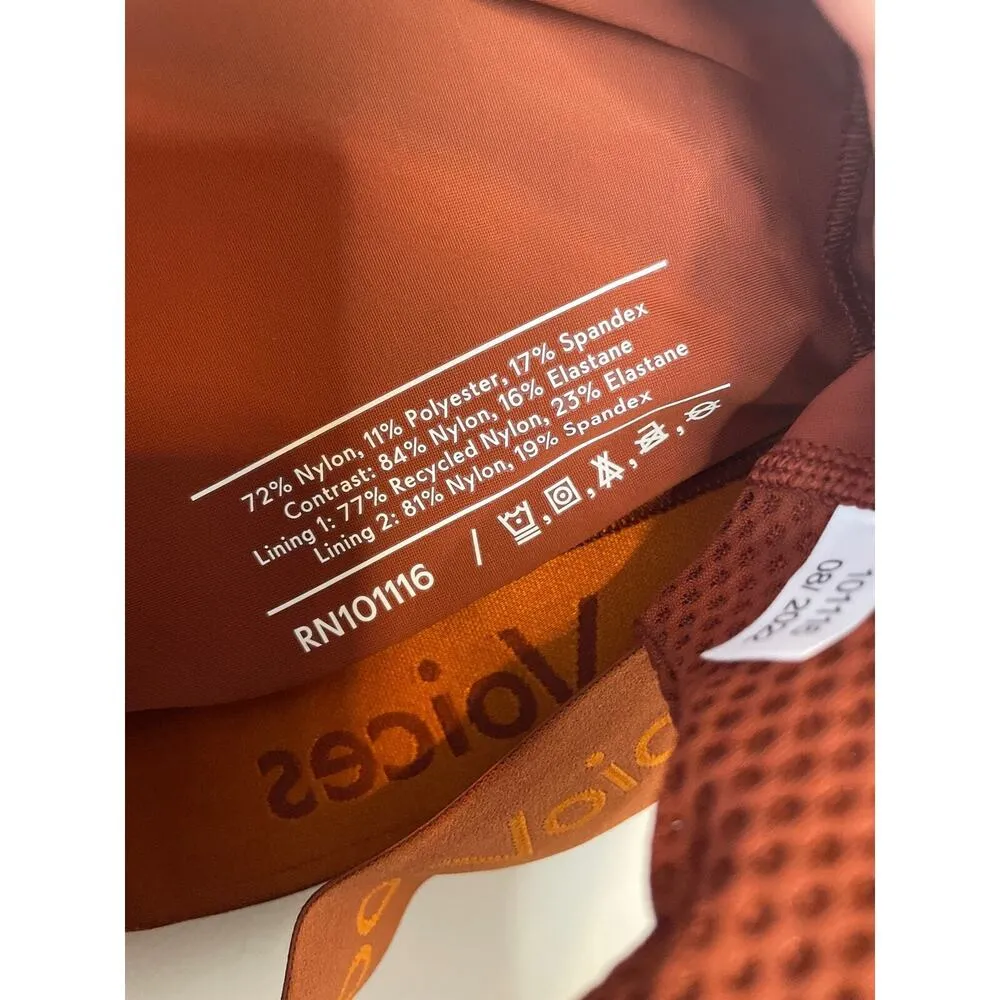 72% Nylon, 11% Polyester, 17% Spandex
Contrast: 84% Nylon, 16% Elastane
Lining 1: 77% Recycled Nylon, 23% Elastane
Lining 2: 81% Nylon, 19% Spandex
RN101116 /
Voices
Voic